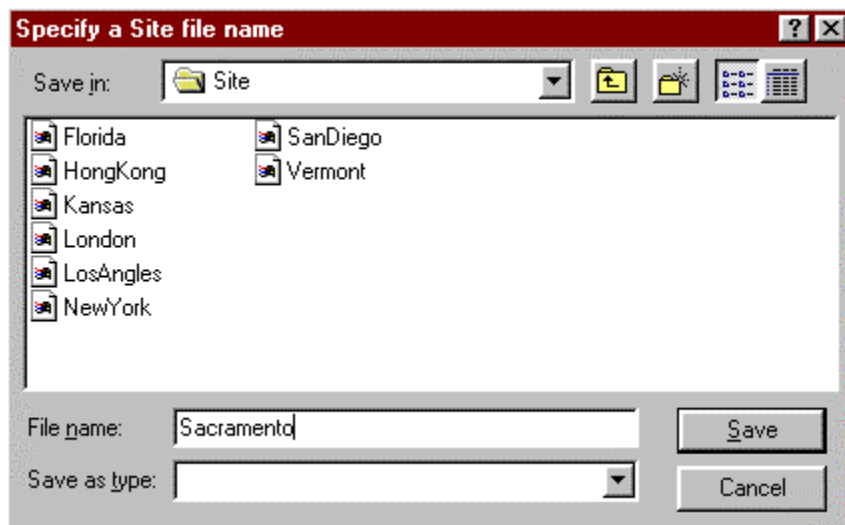 Specify a Site file name
Save in: Site
Florida
HongKong
Kansas
London
LosAngles
NewYork
SanDiego
Vermont
File name: Sacramento Save
Save as type: Cancel